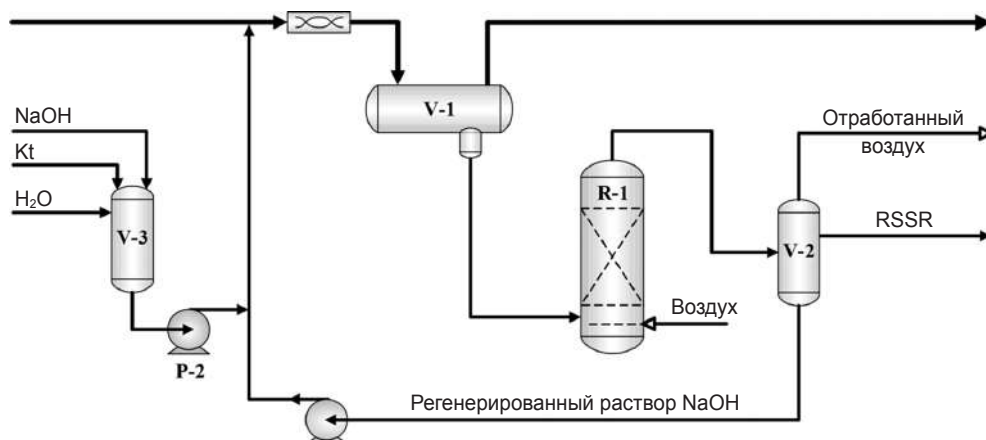 NaOH
Kt
H₂O
V-3
P-2
V-1
R-1
Воздух
V-2
Отработанный
воздух
RSSR
Регенерированный раствор NaOH